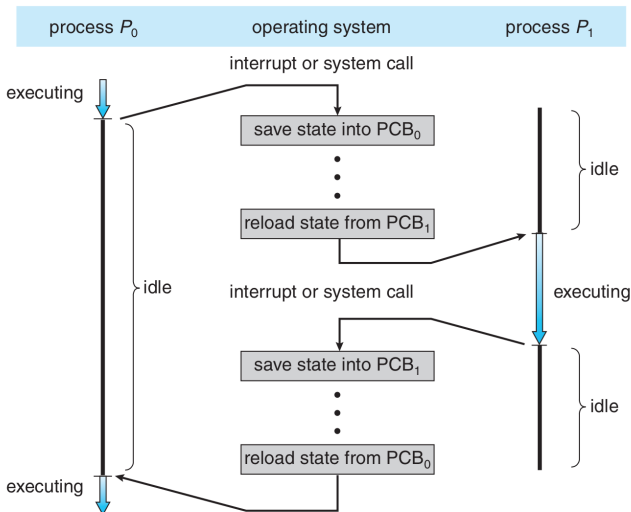 process P₀ operating system process P₁
interrupt or system call
executing
save state into PCB₀
idle
reload state from PCB₁
idle
interrupt or system call
executing
save state into PCB₁
idle
reload state from PCB₀
executing